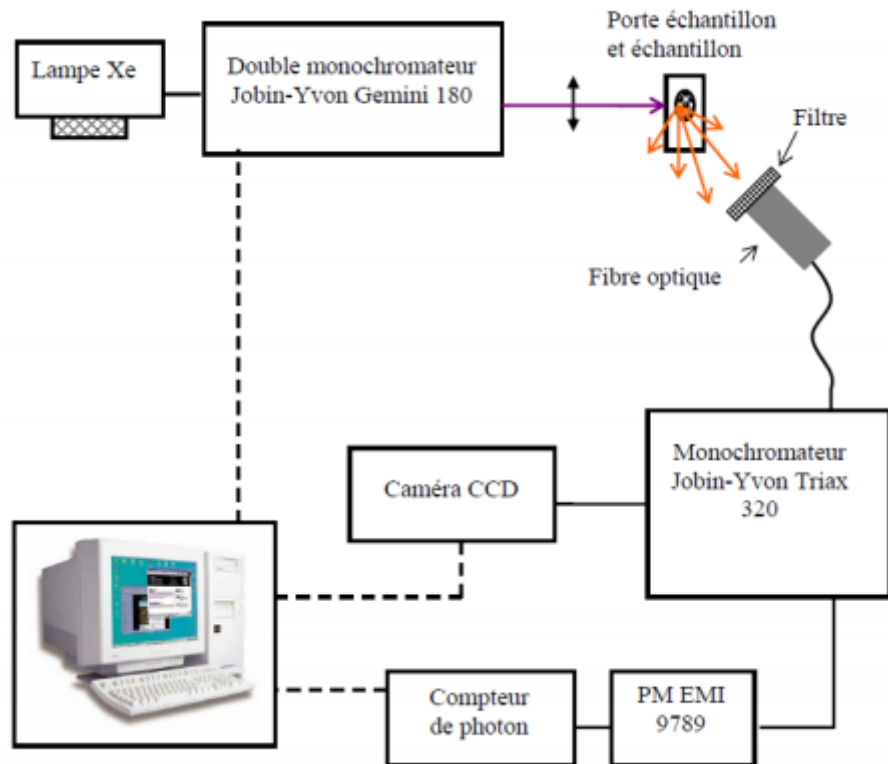 Lampe Xe
Double monochromateur
Jobin-Yvon Gemini 180
Porte échantillon
et échantillon
Filtre
Fibre optique
Monochromateur
Jobin-Yvon Triax
320
Caméra CCD
Compteur
de photon
PM EMI
9789